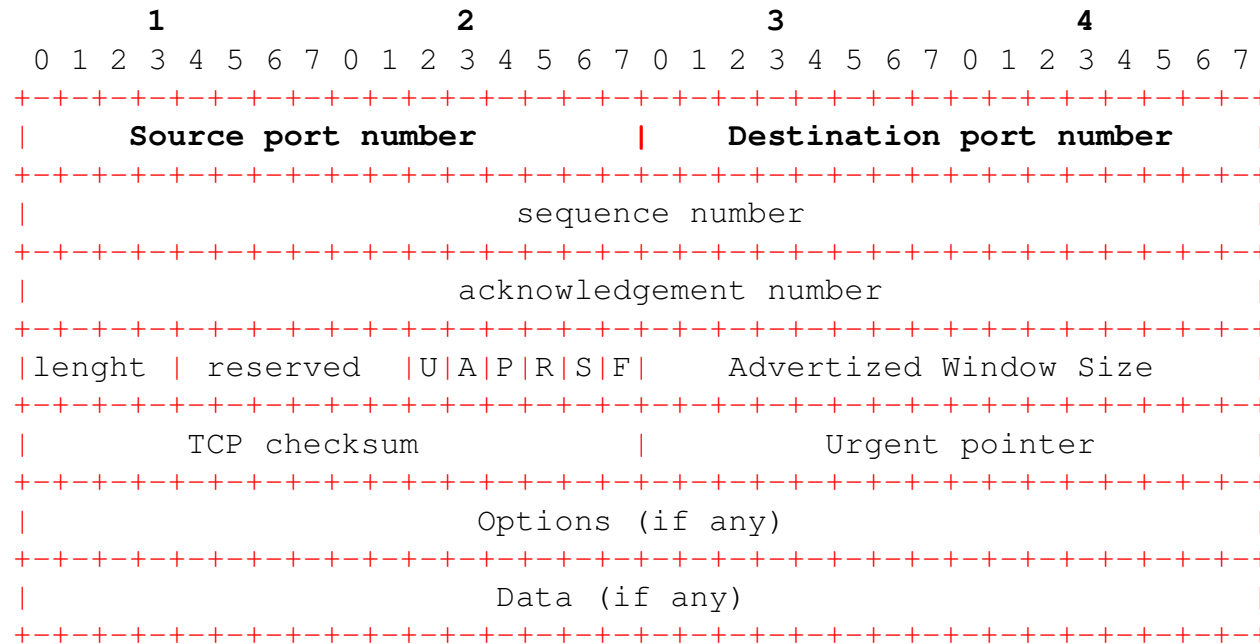 1 2 3 4
0 1 2 3 4 5 6 7 0 1 2 3 4 5 6 7 0 1 2 3 4 5 6 7 0 1 2 3 4 5 6 7
+-+-+-+-+-+-+-+-+-+-+-+-+-+-+-+-+-+-+-+-+-+-+-+-+-+-+-+-+-+-+-+-+
| Source port number | Destination port number |
+-+-+-+-+-+-+-+-+-+-+-+-+-+-+-+-+-+-+-+-+-+-+-+-+-+-+-+-+-+-+-+-+
| sequence number
+-+-+-+-+-+-+-+-+-+-+-+-+-+-+-+-+-+-+-+-+-+-+-+-+-+-+-+-+-+-+-+-+
| acknowledgement number |
+-+-+-+-+-+-+-+-+-+-+-+-+-+-+-+-+-+-+-+-+-+-+-+-+-+-+-+-+-+-+-+-+
|lenght | reserved |U|A|P|R|S|F| Advertized Window Size |
+-+-+-+-+-+-+-+-+-+-+-+-+-+-+-+-+-+-+-+-+-+-+-+-+-+-+-+-+-+-+-+-+
| TCP checksum | Urgent pointer |
+-+-+-+-+-+-+-+-+-+-+-+-+-+-+-+-+-+-+-+-+-+-+-+-+-+-+-+-+-+-+-+-+
| Options (if any) |
+-+-+-+-+-+-+-+-+-+-+-+-+-+-+-+-+-+-+-+-+-+-+-+-+-+-+-+-+-+-+-+-+
| Data (if any) |
+-+-+-+-+-+-+-+-+-+-+-+-+-+-+-+-+-+-+-+-+-+-+-+-+-+-+-+-+-+-+-+-+